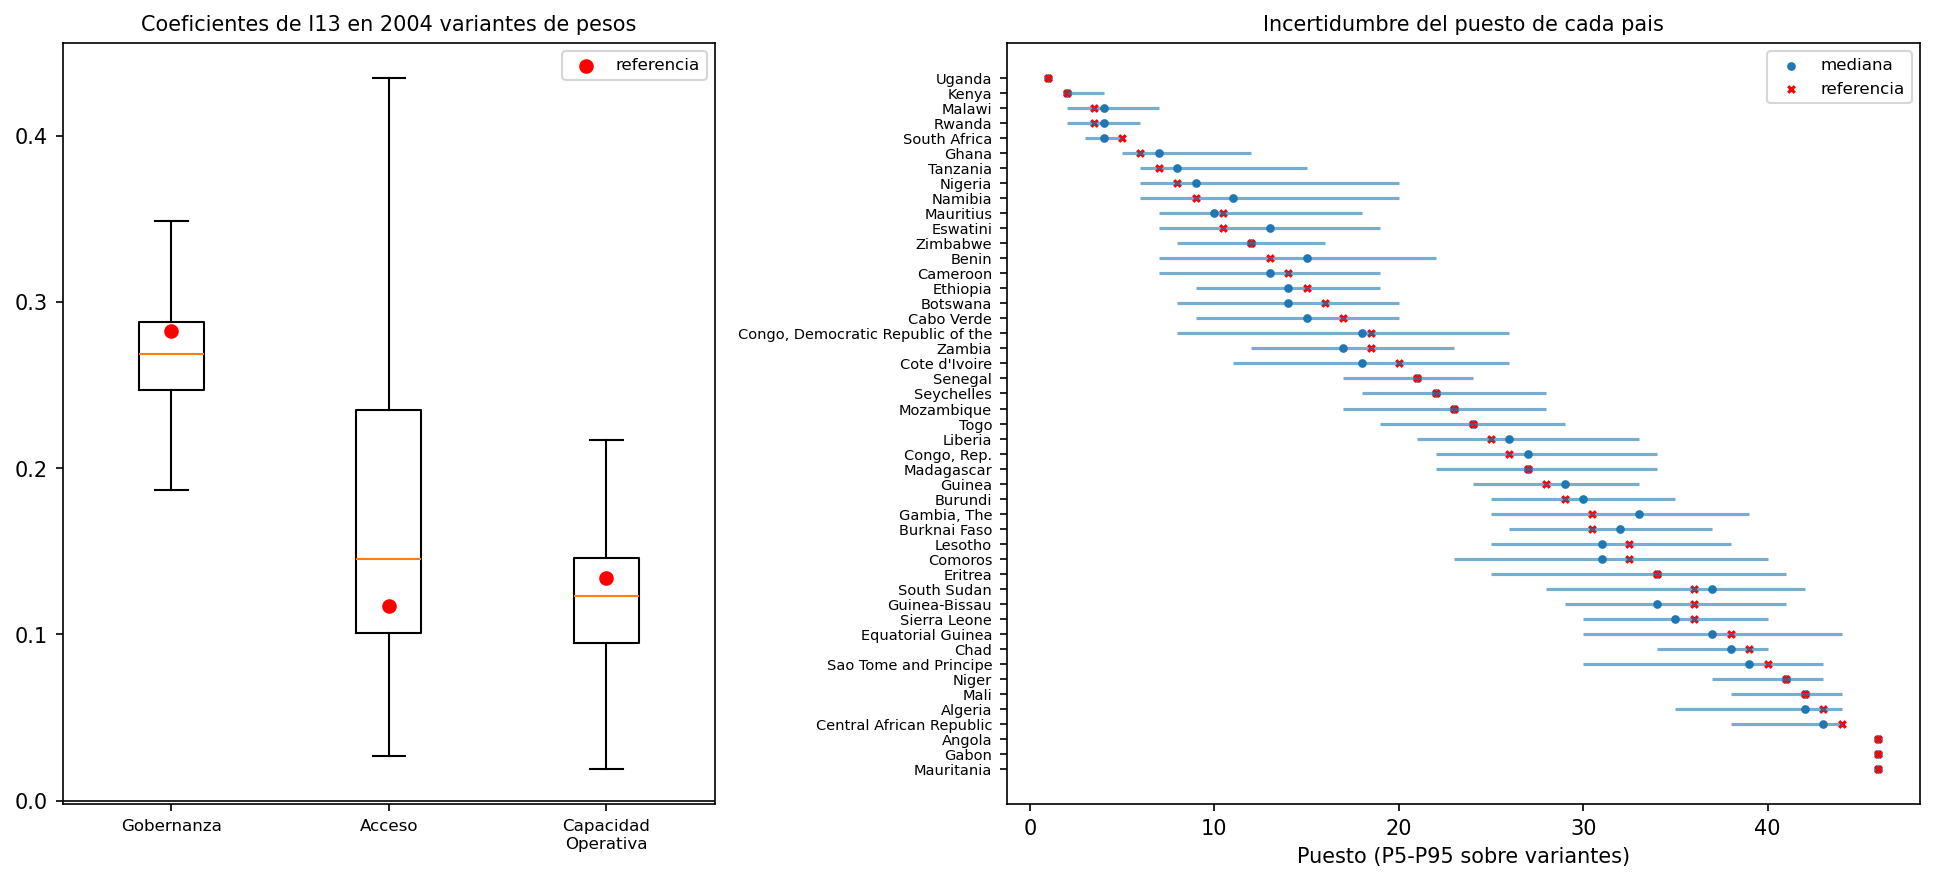 Coeficientes de I13 en 2004 variantes de pesos
referencia
0.4
0.3
0.2
0.1
0.0
Gobernanza
Acceso
Capacidad
Operativa
Incertidumbre del puesto de cada pais
mediana
referencia
Uganda
Kenya
Malawi
Rwanda
South Africa
Ghana
Tanzania
Nigeria
Namibia
Mauritius
Eswatini
Zimbabwe
Benin
Cameroon
Ethiopia
Botswana
Cabo Verde
Congo, Democratic Republic of the
Zambia
Cote d'Ivoire
Senegal
Seychelles
Mozambique
Togo
Liberia
Congo, Rep.
Madagascar
Guinea
Burundi
Gambia, The
Burknai Faso
Lesotho
Comoros
Eritrea
South Sudan
Guinea-Bissau
Sierra Leone
Equatorial Guinea
Chad
Sao Tome and Principe
Niger
Mali
Algeria
Central African Republic
Angola
Gabon
Mauritania
0 10 20 30 40
Puesto (P5-P95 sobre variantes)